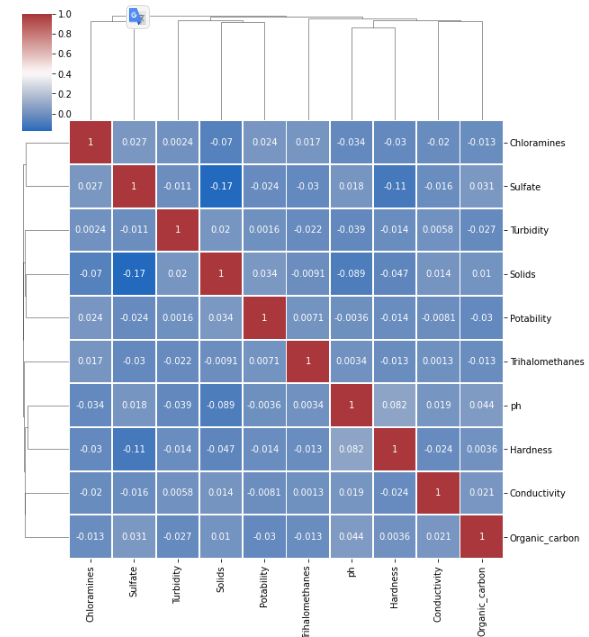 1.0
0.8
0.6
0.4
0.2
0.0
G
1 0.027 0.0024 -0.07 0.024 0.017 -0.034 -0.03 -0.02 -0.013 Chloramines
0.027 1 -0.011 -0.17 -0.024 -0.03 0.018 -0.11 -0.016 0.031 Sulfate
0.0024 -0.011 1 0.02 0.0016 -0.022 -0.039 -0.014 0.0058 -0.027 Turbidity
-0.07 -0.17 0.02 1 0.034 -0.0091 -0.089 -0.047 0.014 0.01 Solids
0.024 -0.024 0.0016 0.034 1 0.0071 -0.0036 -0.014 -0.0081 -0.03 Potability
0.017 -0.03 -0.022 -0.0091 0.0071 1 0.0034 -0.013 0.0013 -0.013 Trihalomethanes
-0.034 0.018 -0.039 -0.089 -0.0036 0.0034 1 0.082 0.019 0.044 ph
-0.03 -0.11 -0.014 -0.047 -0.014 -0.013 0.082 1 -0.024 0.0036 Hardness
-0.02 -0.016 0.0058 0.014 -0.0081 0.0013 0.019 -0.024 1 0.021 Conductivity
-0.013 0.031 -0.027 0.01 -0.03 -0.013 0.044 0.0036 0.021 1 Organic_carbon
Chloramines
Sulfate
Turbidity
Solids
Potability
Trihalomethanes
ph
Hardness
Conductivity
Organic_carbon